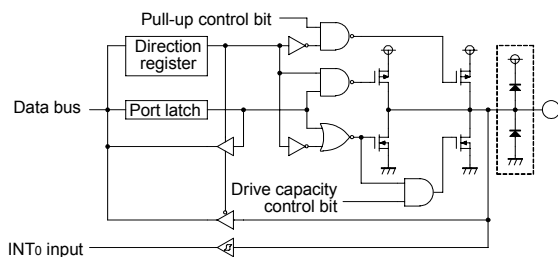 Pull-up control bit
Direction
register
Data bus
Port latch
Drive capacity
control bit
INT0 input